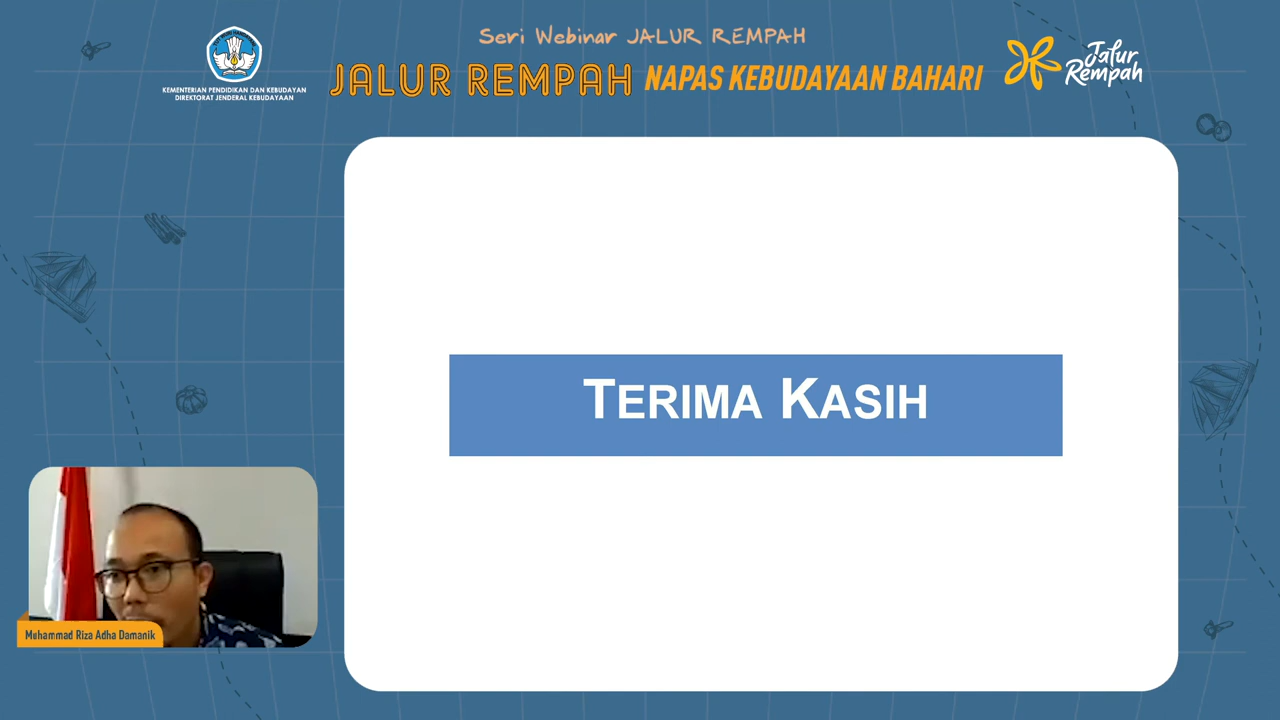 Seri Webinar JALUR REMPAH
KEMENTERIAN PENDIDIKAN DAN KEBUDAYAAN
DIREKTORAT JENDERAL KEBUDAYAAN
JALUR REMPAH NAPAS KEBUDAYAAN BAHARI
Jalur
Rempah
TERIMA KASIH
Muhammad Riza Adha Damanik